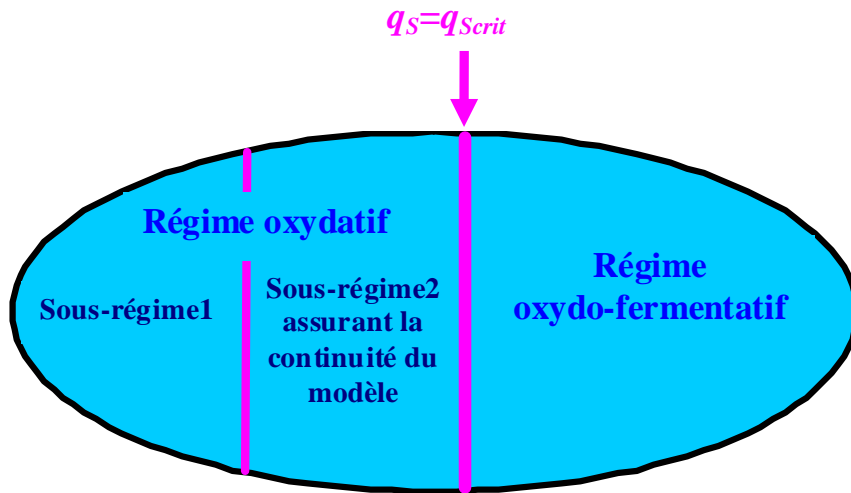 qS=qScrit
Régime oxydatif
Sous-régime1
Sous-régime2
assurant la
continuité du
modèle
Régime
oxydo-fermentatif